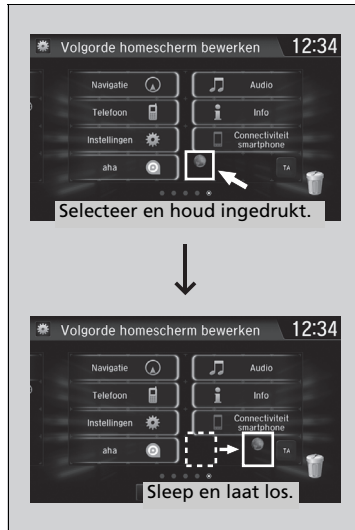 Volgorde homescherm bewerken 12:34
Navigatie Audio
Telefoon Info
Instellingen Connectiviteit
smartphone
aha TA
Selecteer en houd ingedrukt.
Volgorde homescherm bewerken 12:34
Navigatie Audio
Telefoon Info
Instellingen Connectiviteit
smartphone
aha TA
Sleep en laat los.